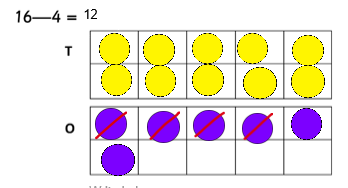 16—4 = 12
T
O